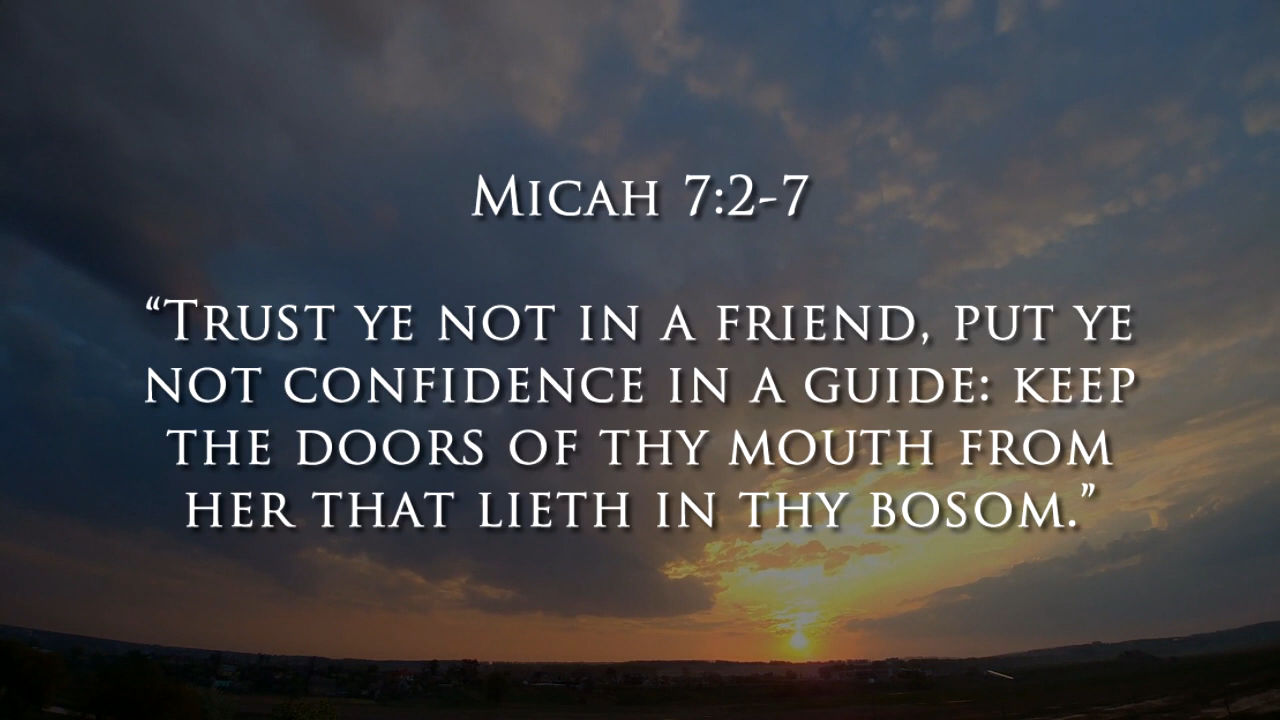 Micah 7:2-7
“Trust ye not in a friend, put ye
not confidence in a guide: keep
the doors of thy mouth from
her that lieth in thy bosom.”